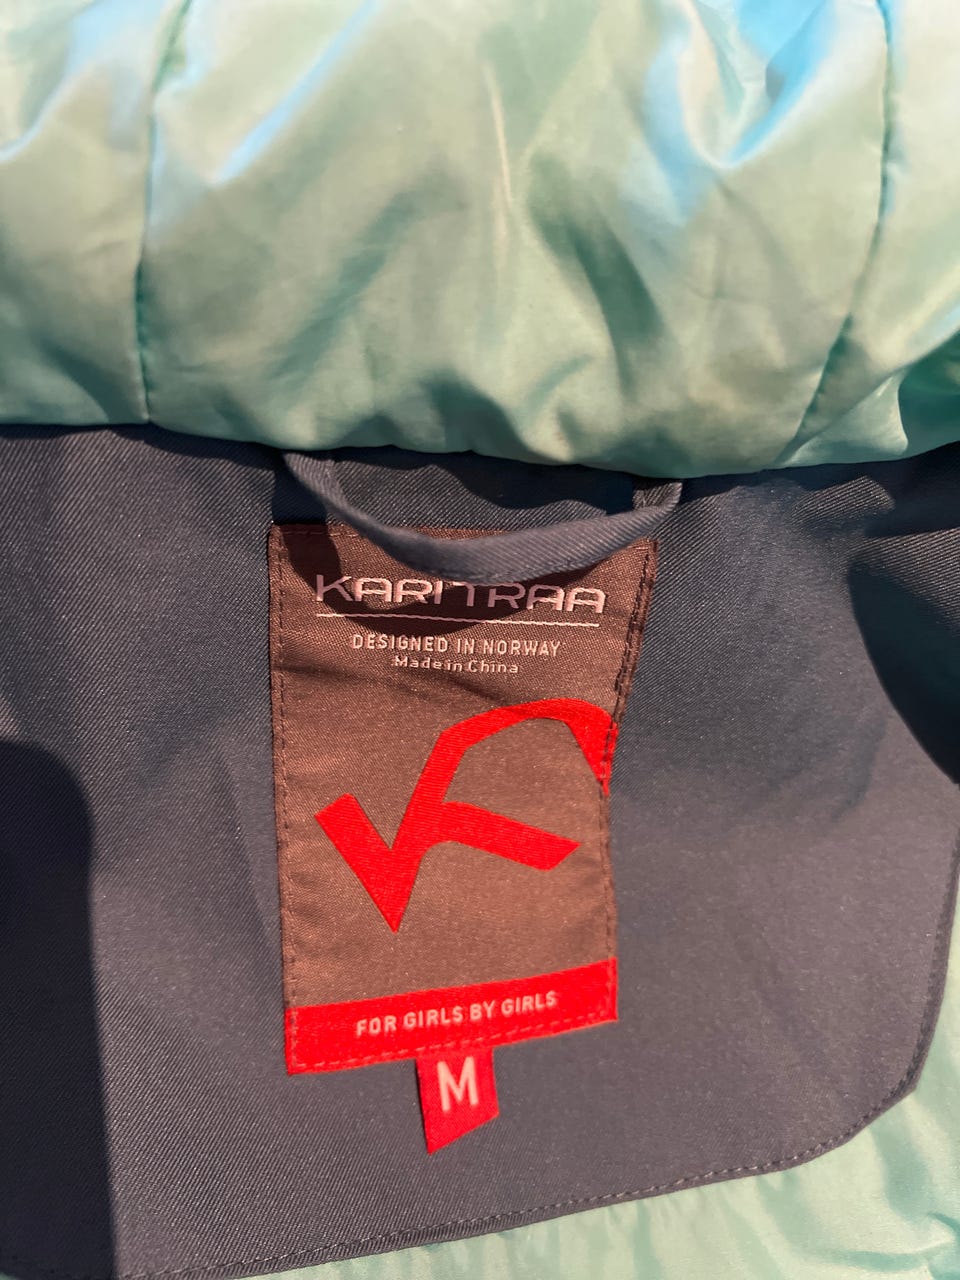 KARI TRAA
DESIGNED IN NORWAY
Made in China
FOR GIRLS BY GIRLS
M